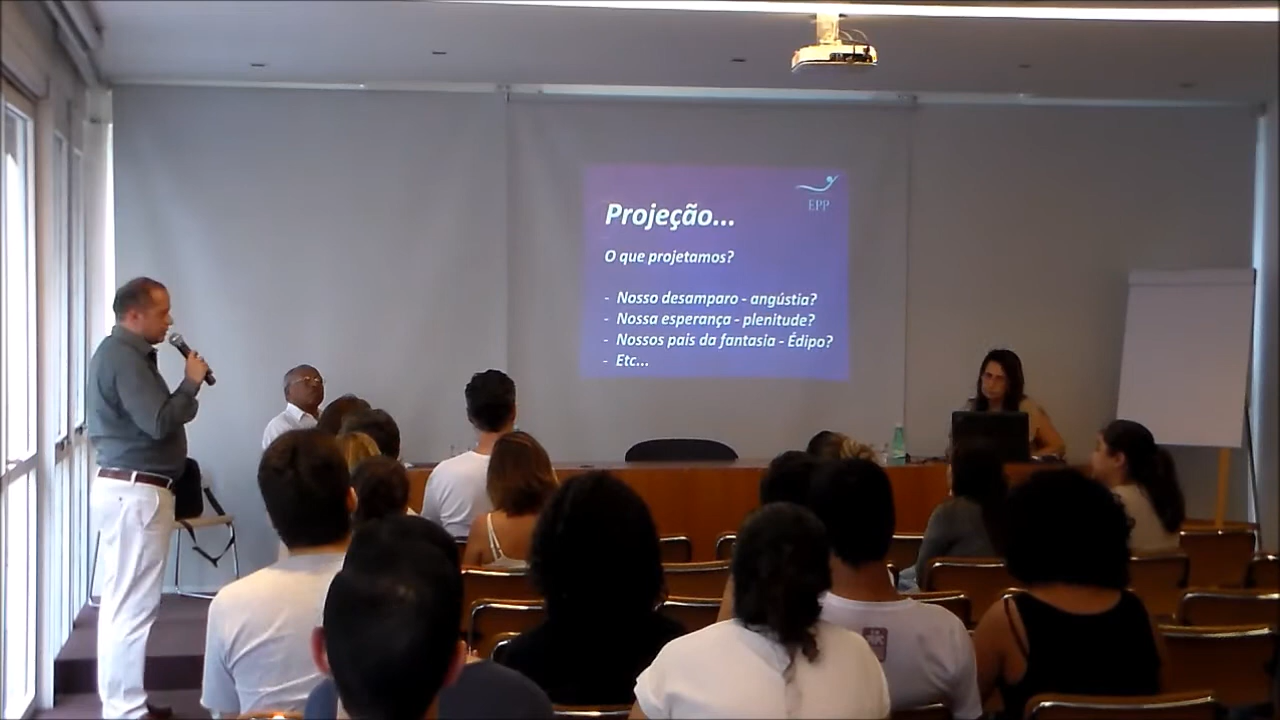 EPP
Projeção...
O que projetamos?
- Nosso desamparo - angústia?
- Nossa esperança - plenitude?
- Nossos pais da fantasia - Édipo?
- Etc...